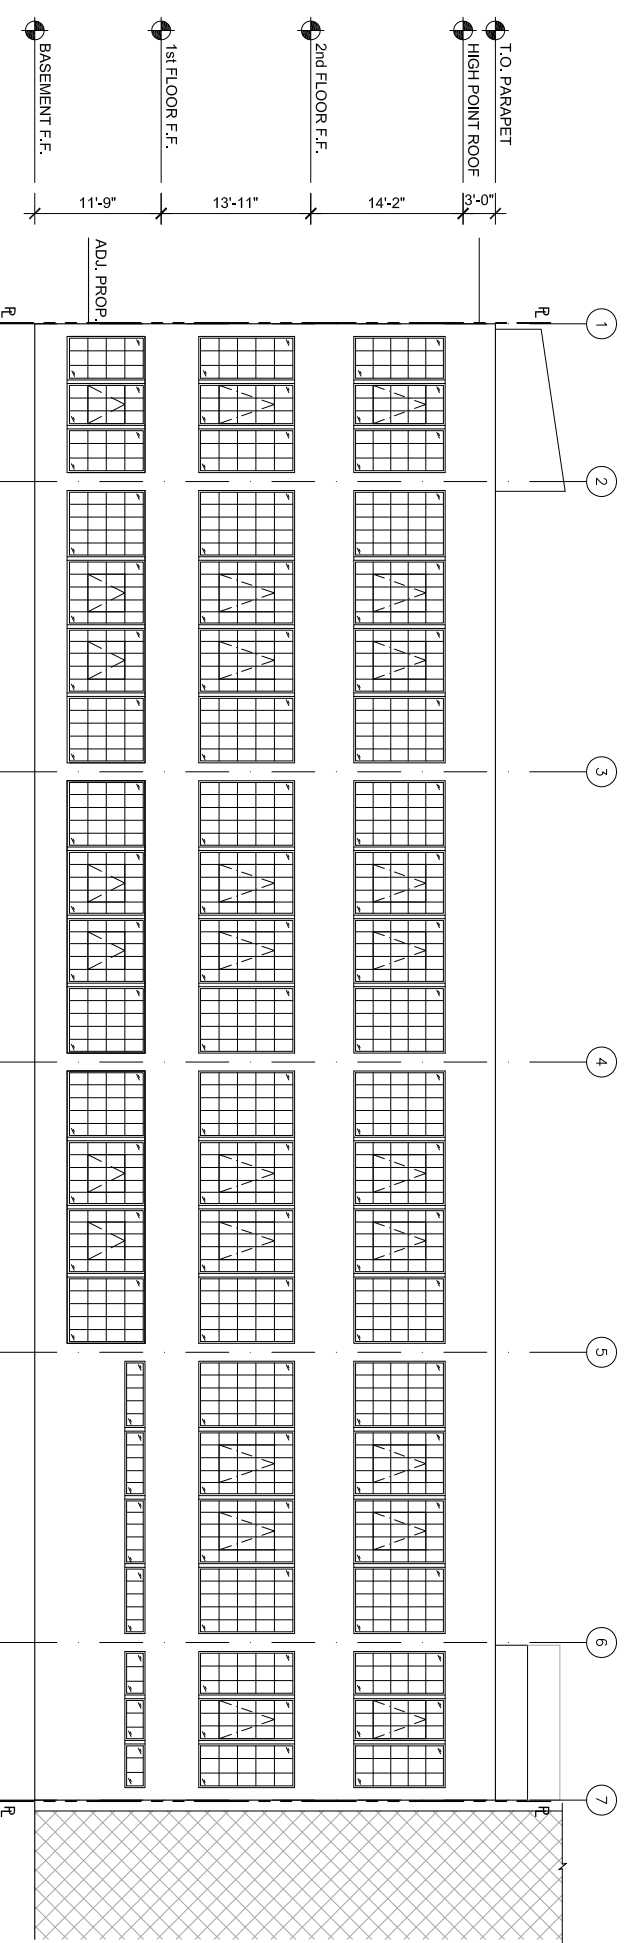 T.O. PARAPET
HIGH POINT ROOF
2nd FLOOR F.F.
1st FLOOR F.F.
BASEMENT F.F.
3'-0"
14'-2"
13'-11"
11'-9"
ADJ. PROP.
PL
PL
1
2
3
4
5
6
7
PL
PL